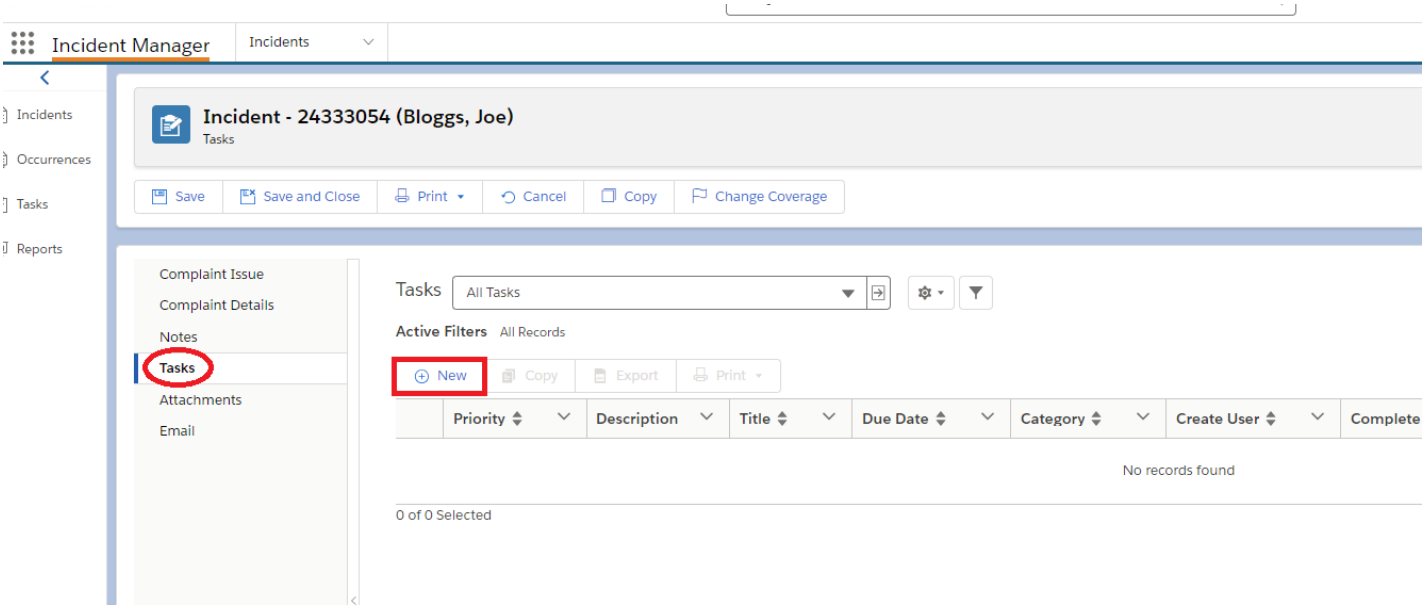 Incident Manager
Incidents
Incidents
Occurrences
Tasks
Reports
Incident - 24333054 (Bloggs, Joe)
Tasks
Save Save and Close Print Cancel Copy Change Coverage
Complaint Issue
Complaint Details
Notes
Tasks
Attachments
Email
Tasks All Tasks
Active Filters All Records
New Copy Export Print
Priority Description Title Due Date Category Create User Complete
No records found
0 of 0 Selected